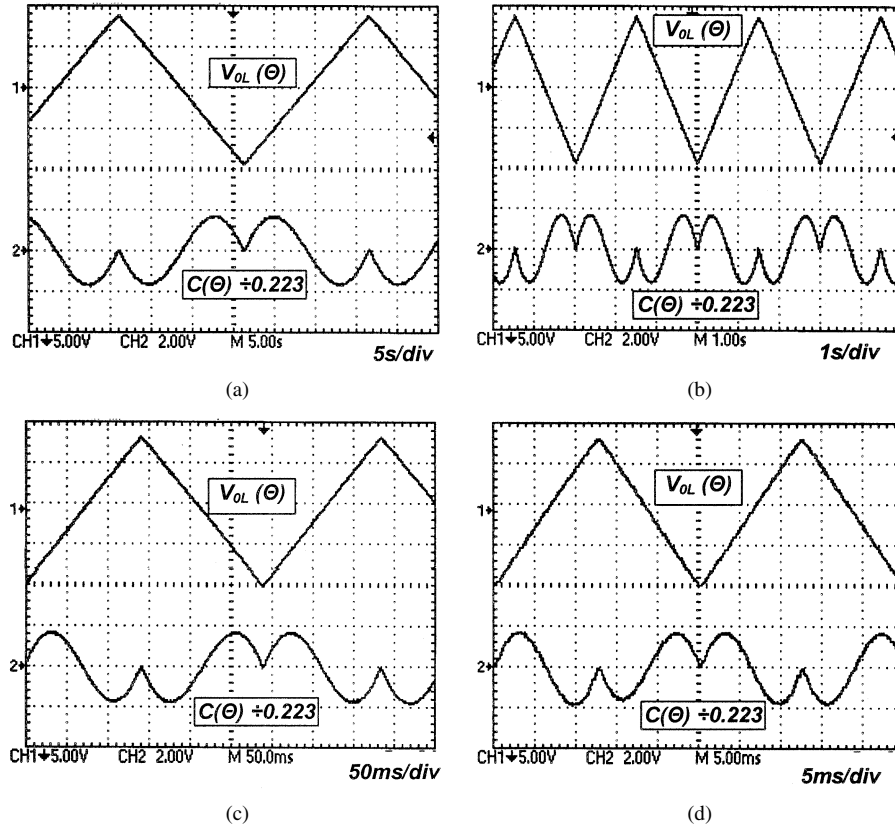 V0L (Θ)
1
C(Θ) ÷0.223
2
CH1 5.00V CH2 2.00V M 5.00s
5s/div
(a)
V0L (Θ)
1
C(Θ) ÷0.223
2
CH1 5.00V CH2 2.00V M 1.00s
1s/div
(b)
V0L (Θ)
1
C(Θ) ÷0.223
2
CH1 5.00V CH2 2.00V M 50.0ms
50ms/div
(c)
V0L (Θ)
1
C(Θ) ÷0.223
2
CH1 5.00V CH2 2.00V M 5.00ms
5ms/div
(d)